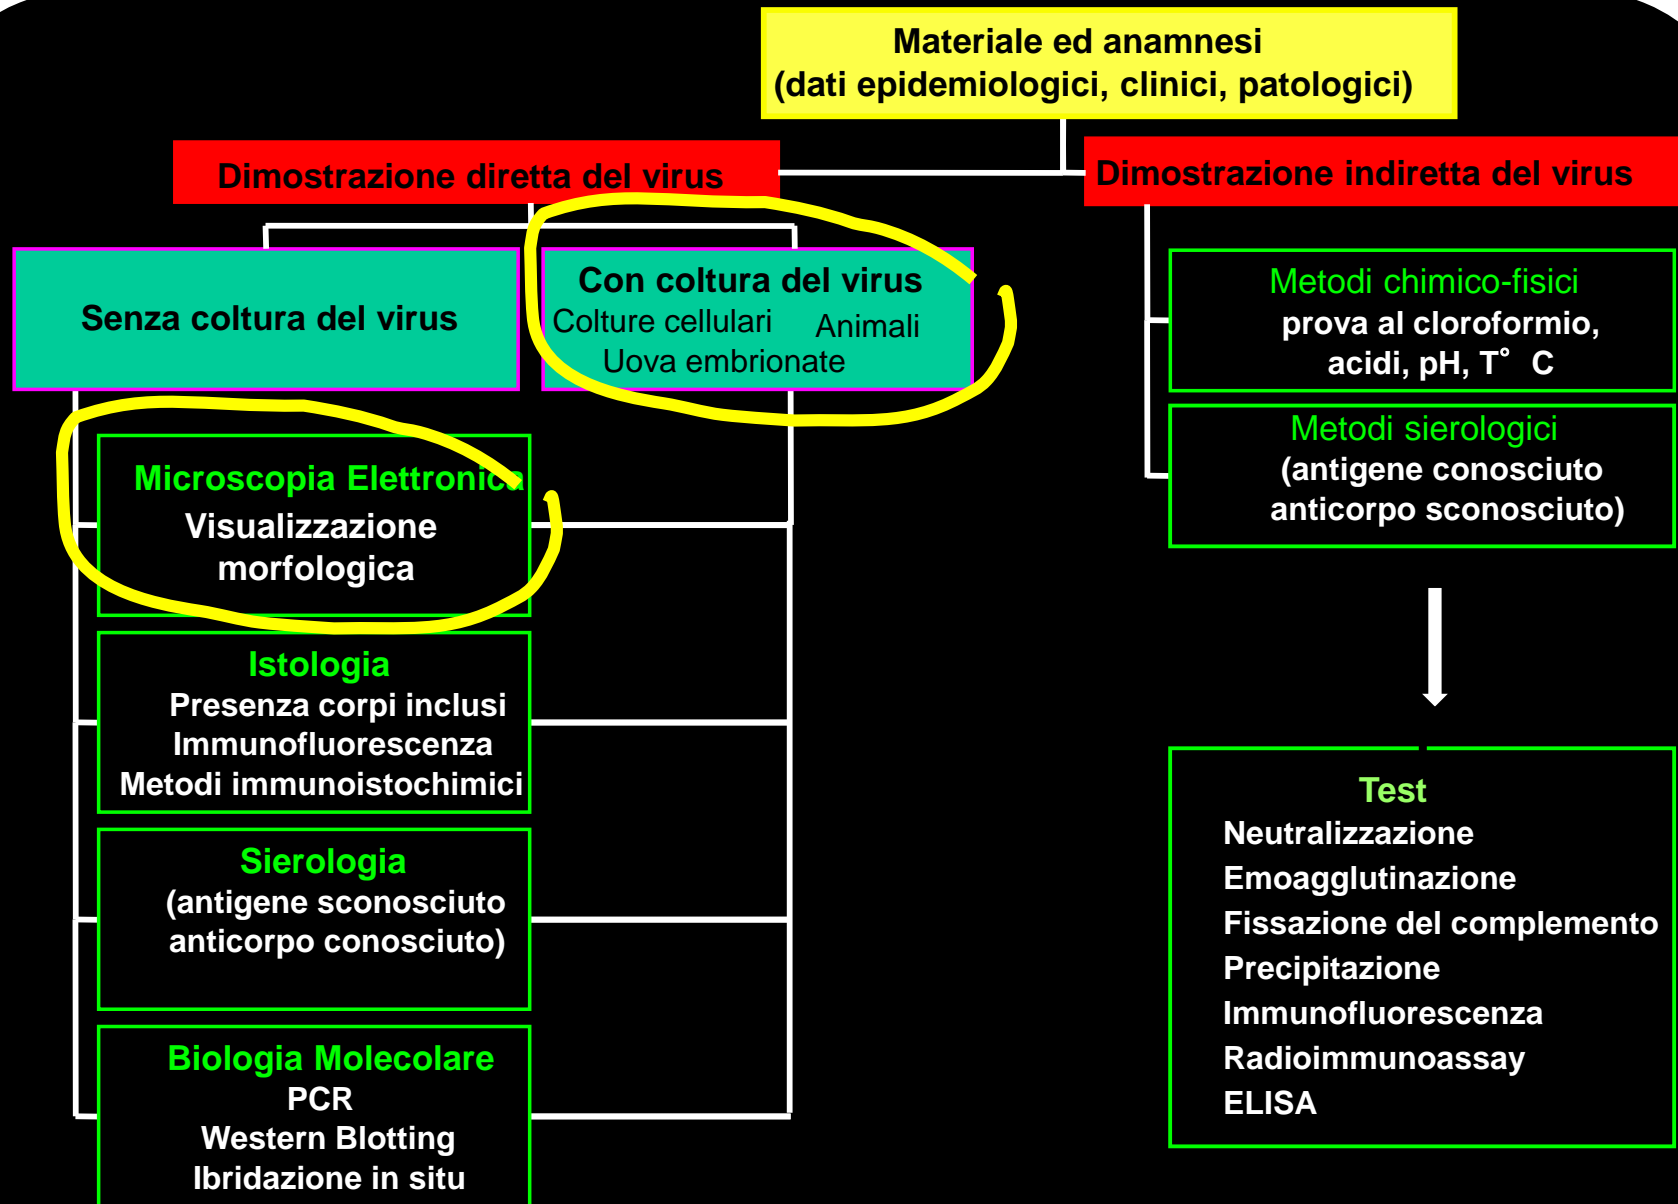 Materiale ed anamnesi
(dati epidemiologici, clinici, patologici)
Dimostrazione diretta del virus
Dimostrazione indiretta del virus
Senza coltura del virus
Con coltura del virus
Colture cellulari Animali
Uova embrionate
Microscopia Elettronica
Visualizzazione
morfologica
Istologia
Presenza corpi inclusi
Immunofluorescenza
Metodi immunoistochimici
Sierologia
(antigene sconosciuto
anticorpo conosciuto)
Biologia Molecolare
PCR
Western Blotting
Ibridazione in situ
Metodi chimico-fisici
prova al cloroformio,
acidi, pH, T° C
Metodi sierologici
(antigene conosciuto
anticorpo sconosciuto)
Test
Neutralizzazione
Emoagglutinazione
Fissazione del complemento
Precipitazione
Immunofluorescenza
Radioimmunoassay
ELISA